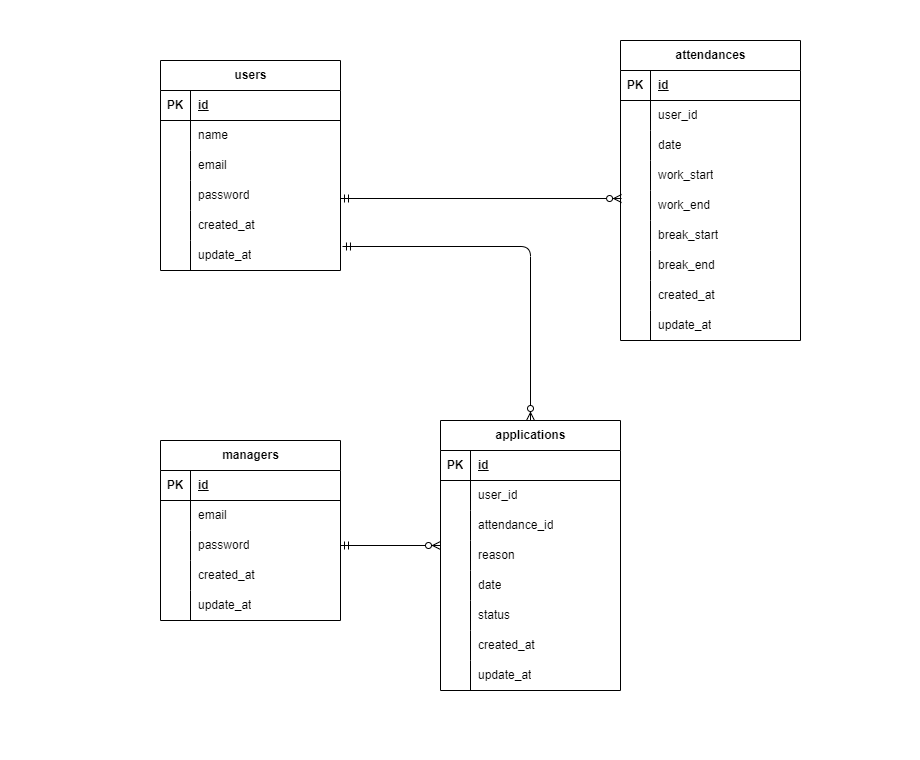 users
PK id
name
email
password
created_at
update_at
attendances
PK id
user_id
date
work_start
work_end
break_start
break_end
created_at
update_at
managers
PK id
email
password
created_at
update_at
applications
PK id
user_id
attendance_id
reason
date
status
created_at
update_at